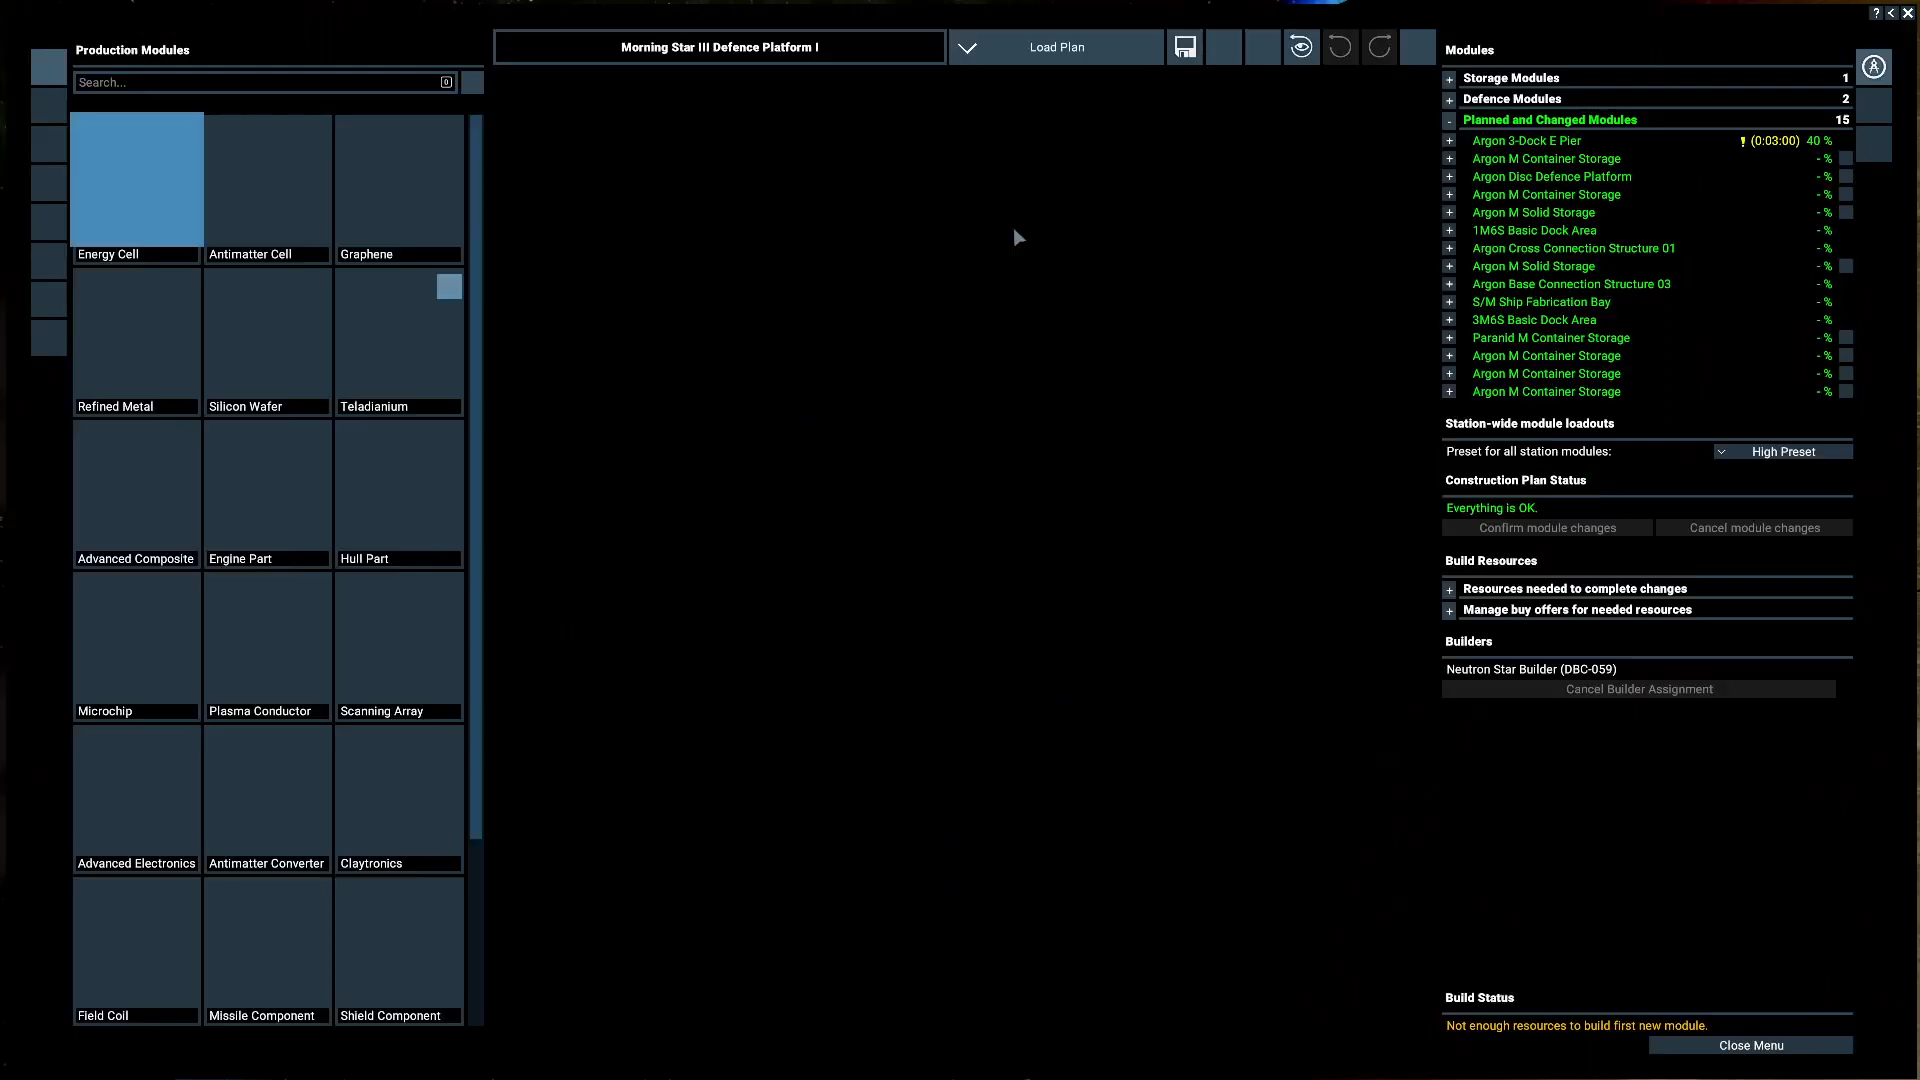 ? < X
Production Modules
Search...
0
Energy Cell
Antimatter Cell
Graphene
Refined Metal
Silicon Wafer
Teladianium
Advanced Composite
Engine Part
Hull Part
Microchip
Plasma Conductor
Scanning Array
Advanced Electronics
Antimatter Converter
Claytronics
Field Coil
Missile Component
Shield Component
Morning Star III Defence Platform I
Load Plan
Modules
+ Storage Modules 1
+ Defence Modules 2
- Planned and Changed Modules 15
+ Argon 3-Dock E Pier ! (0:03:00) 40 %
+ Argon M Container Storage - %
+ Argon Disc Defence Platform - %
+ Argon M Container Storage - %
+ Argon M Solid Storage - %
+ 1M6S Basic Dock Area - %
+ Argon Cross Connection Structure 01 - %
+ Argon M Solid Storage - %
+ Argon Base Connection Structure 03 - %
+ S/M Ship Fabrication Bay - %
+ 3M6S Basic Dock Area - %
+ Paranid M Container Storage - %
+ Argon M Container Storage - %
+ Argon M Container Storage - %
+ Argon M Container Storage - %
Station-wide module loadouts
Preset for all station modules: High Preset
Construction Plan Status
Everything is OK.
Confirm module changes Cancel module changes
Build Resources
+ Resources needed to complete changes
+ Manage buy offers for needed resources
Builders
Neutron Star Builder (DBC-059)
Cancel Builder Assignment
Build Status
Not enough resources to build first new module.
Close Menu